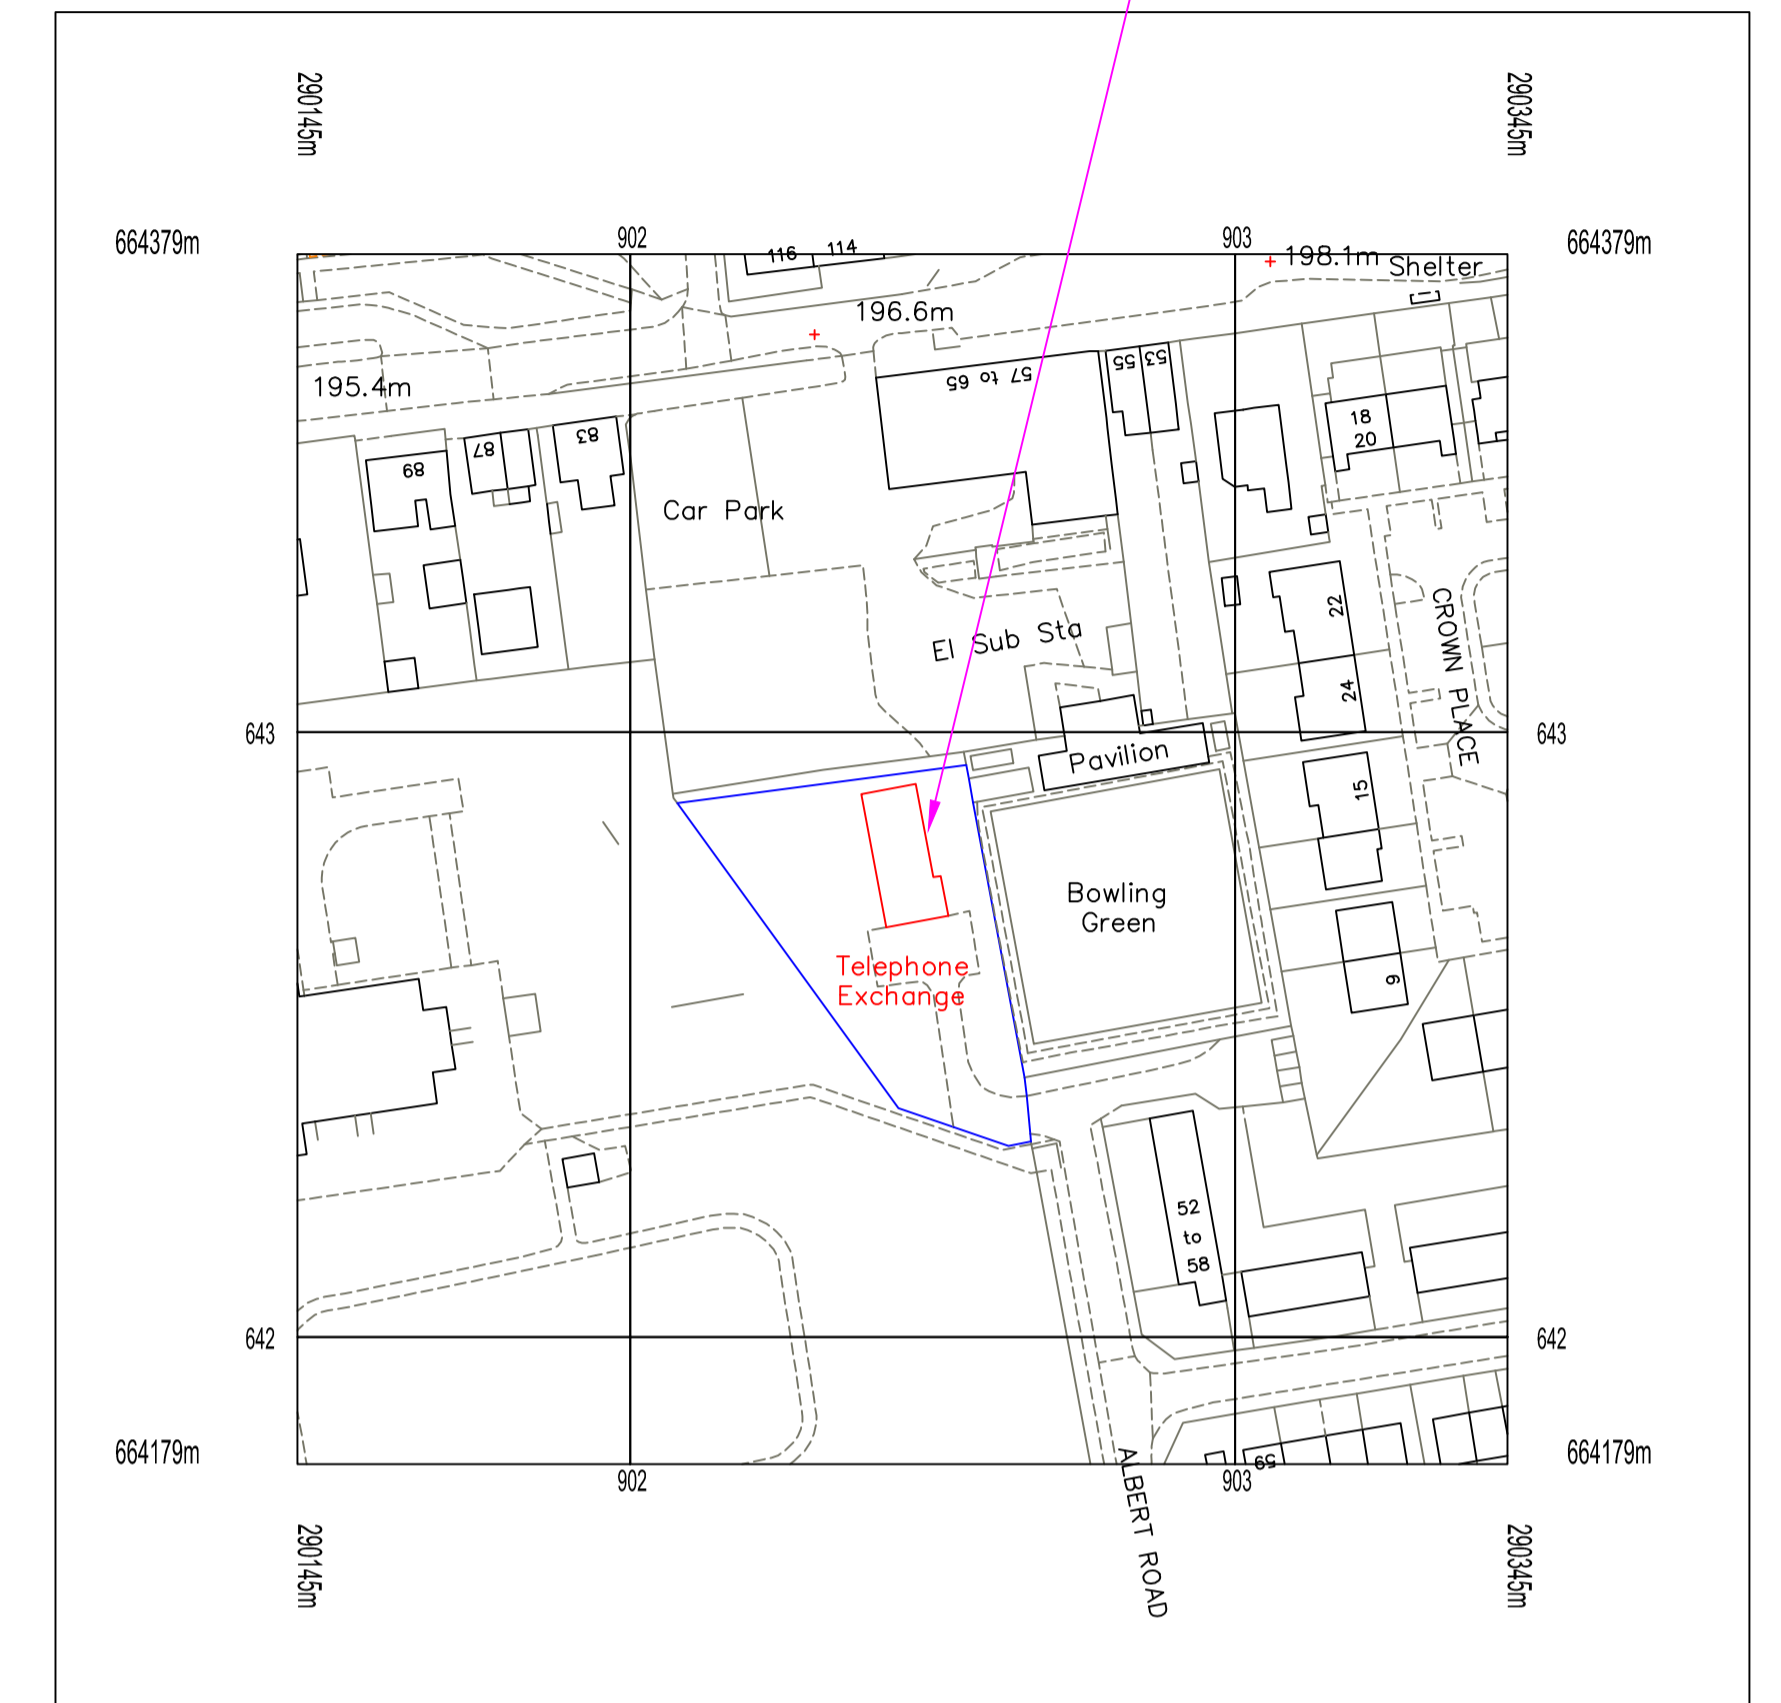 290145m
290345m
664379m
902
903
664379m
116
114
198.1m
Shelter
196.6m
195.4m
57 to 65
55
53
89
87
83
18
20
Car Park
22
CROWN PLACE
El Sub Sta
24
643
643
Pavilion
15
Bowling
Green
Telephone
Exchange
9
52
to
58
642
642
59
664179m
902
903
664179m
ALBERT ROAD
290145m
290345m